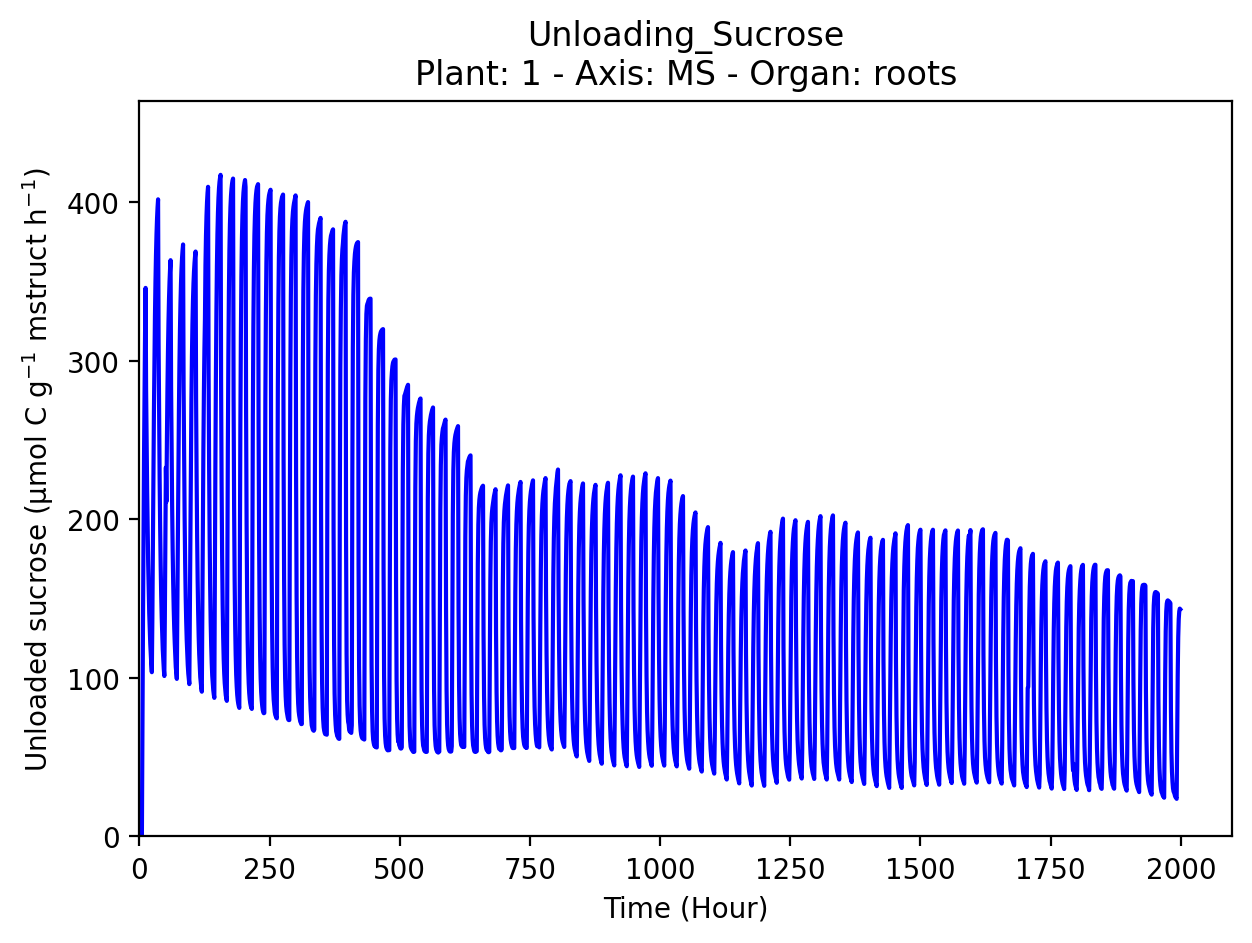 Unloading_Sucrose
Plant: 1 - Axis: MS - Organ: roots
Unloaded sucrose (µmol C g⁻¹ mstruct h⁻¹)
400
300
200
100
0
0 250 500 750 1000 1250 1500 1750 2000
Time (Hour)